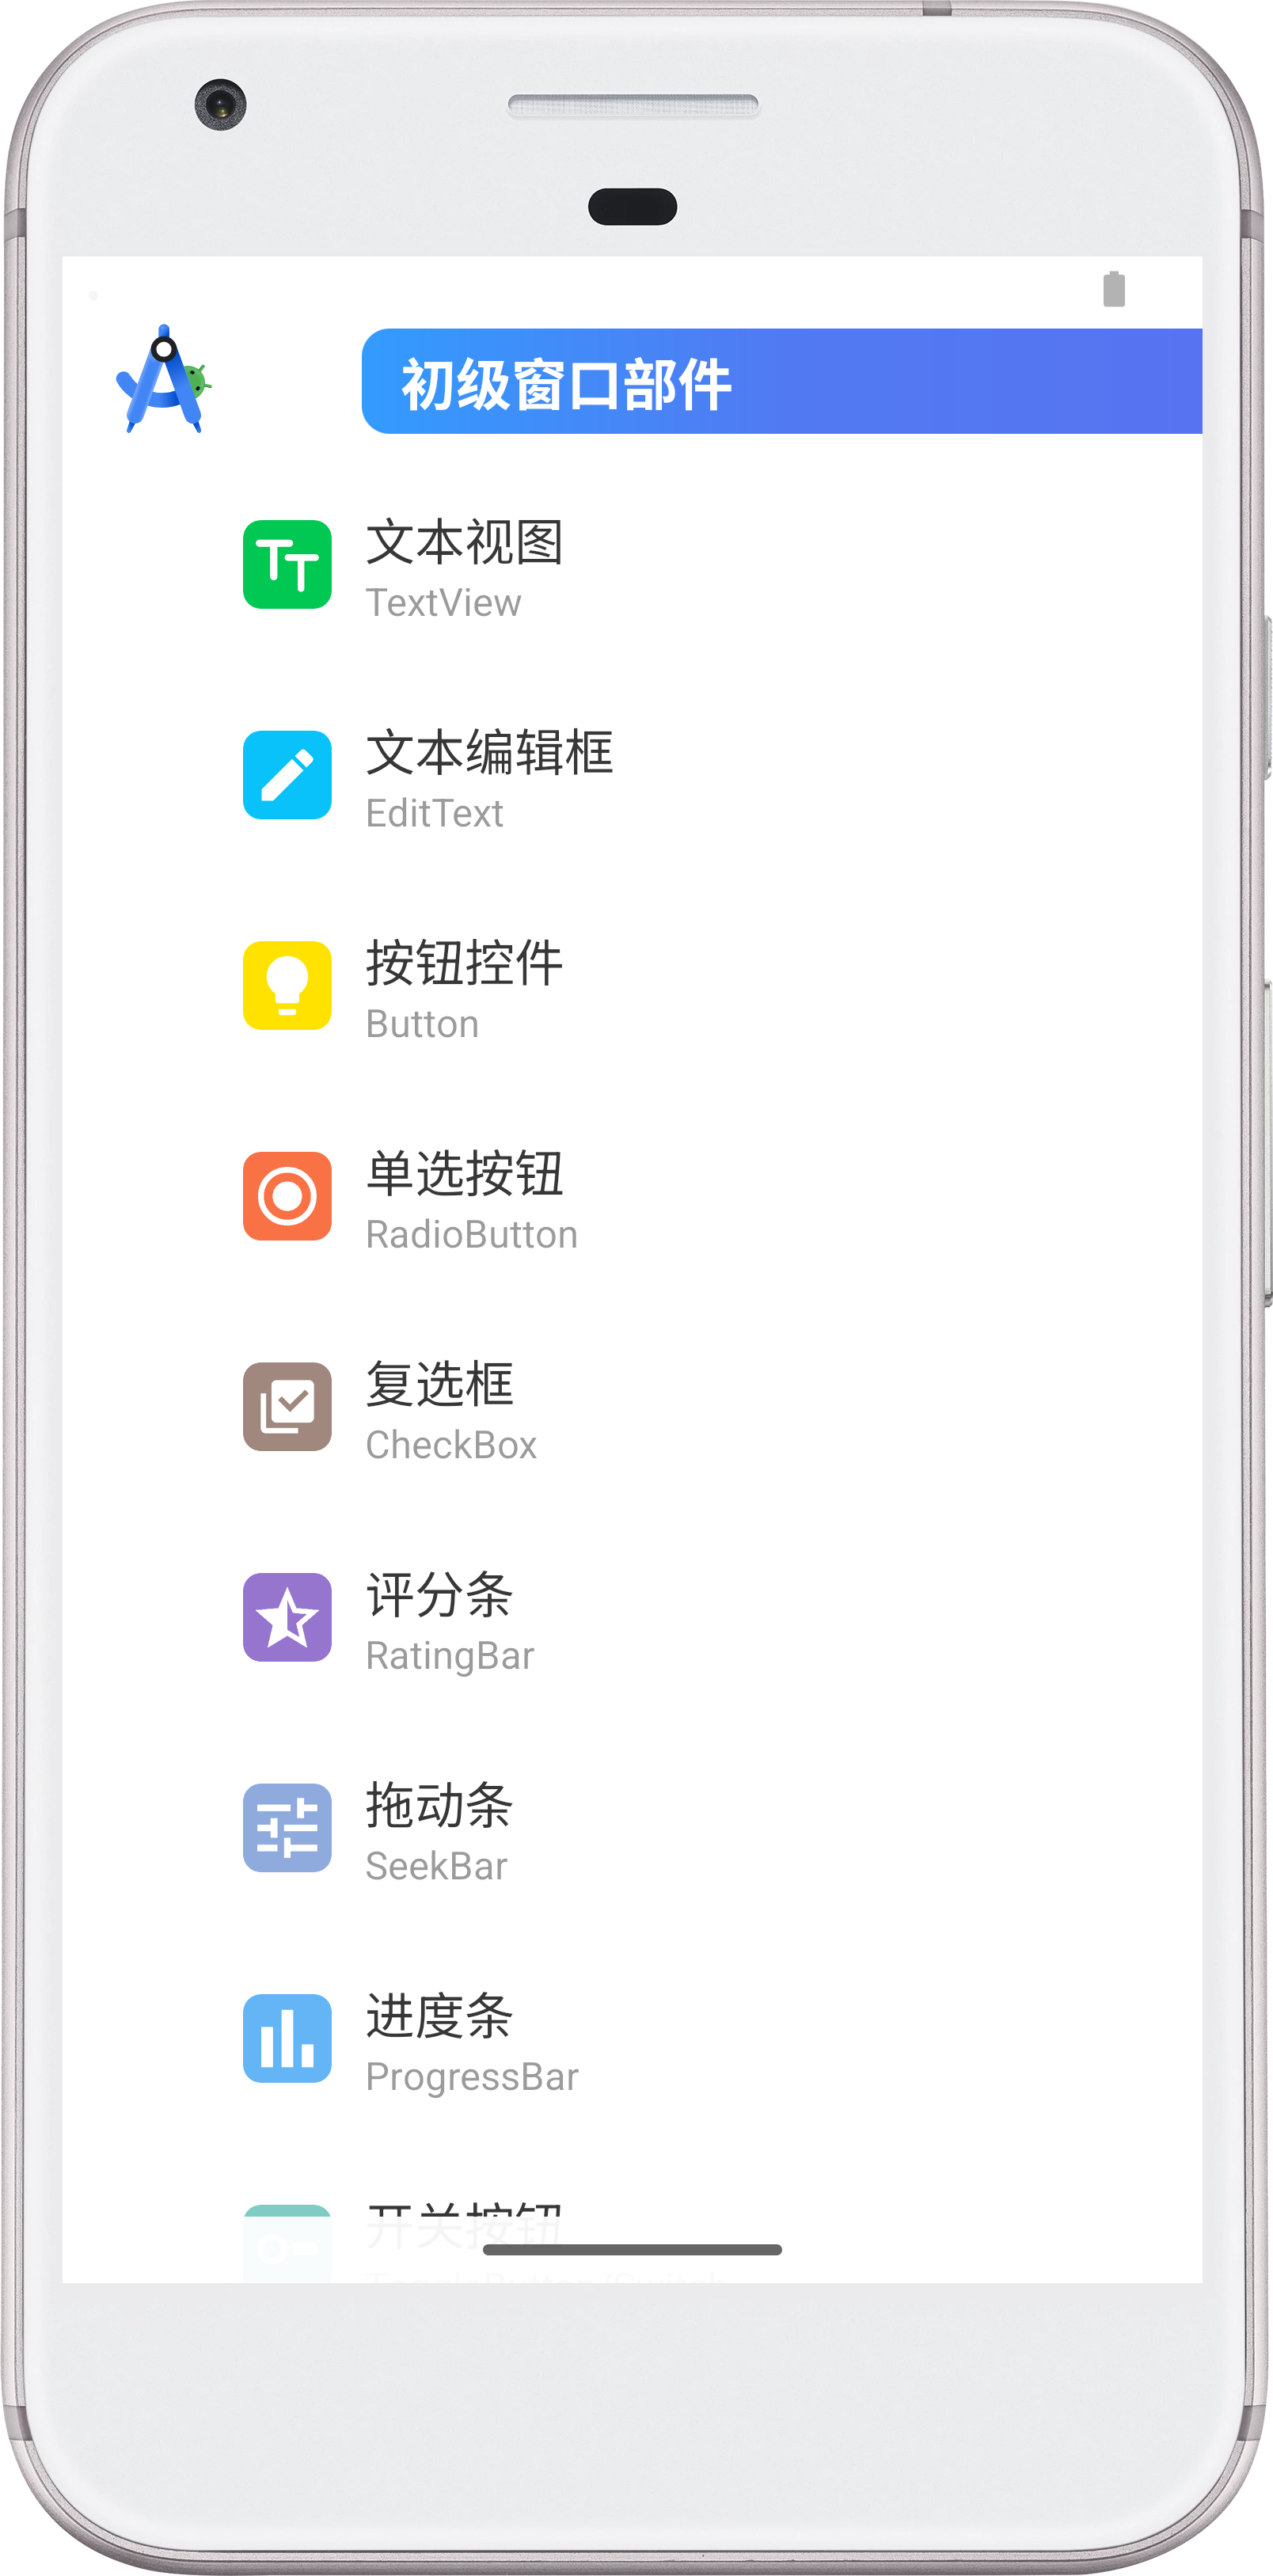 初级窗口部件
文本视图
TextView
文本编辑框
EditText
按钮控件
Button
单选按钮
RadioButton
复选框
CheckBox
评分条
RatingBar
拖动条
SeekBar
进度条
ProgressBar
开关按钮
ToggleButton/Switch